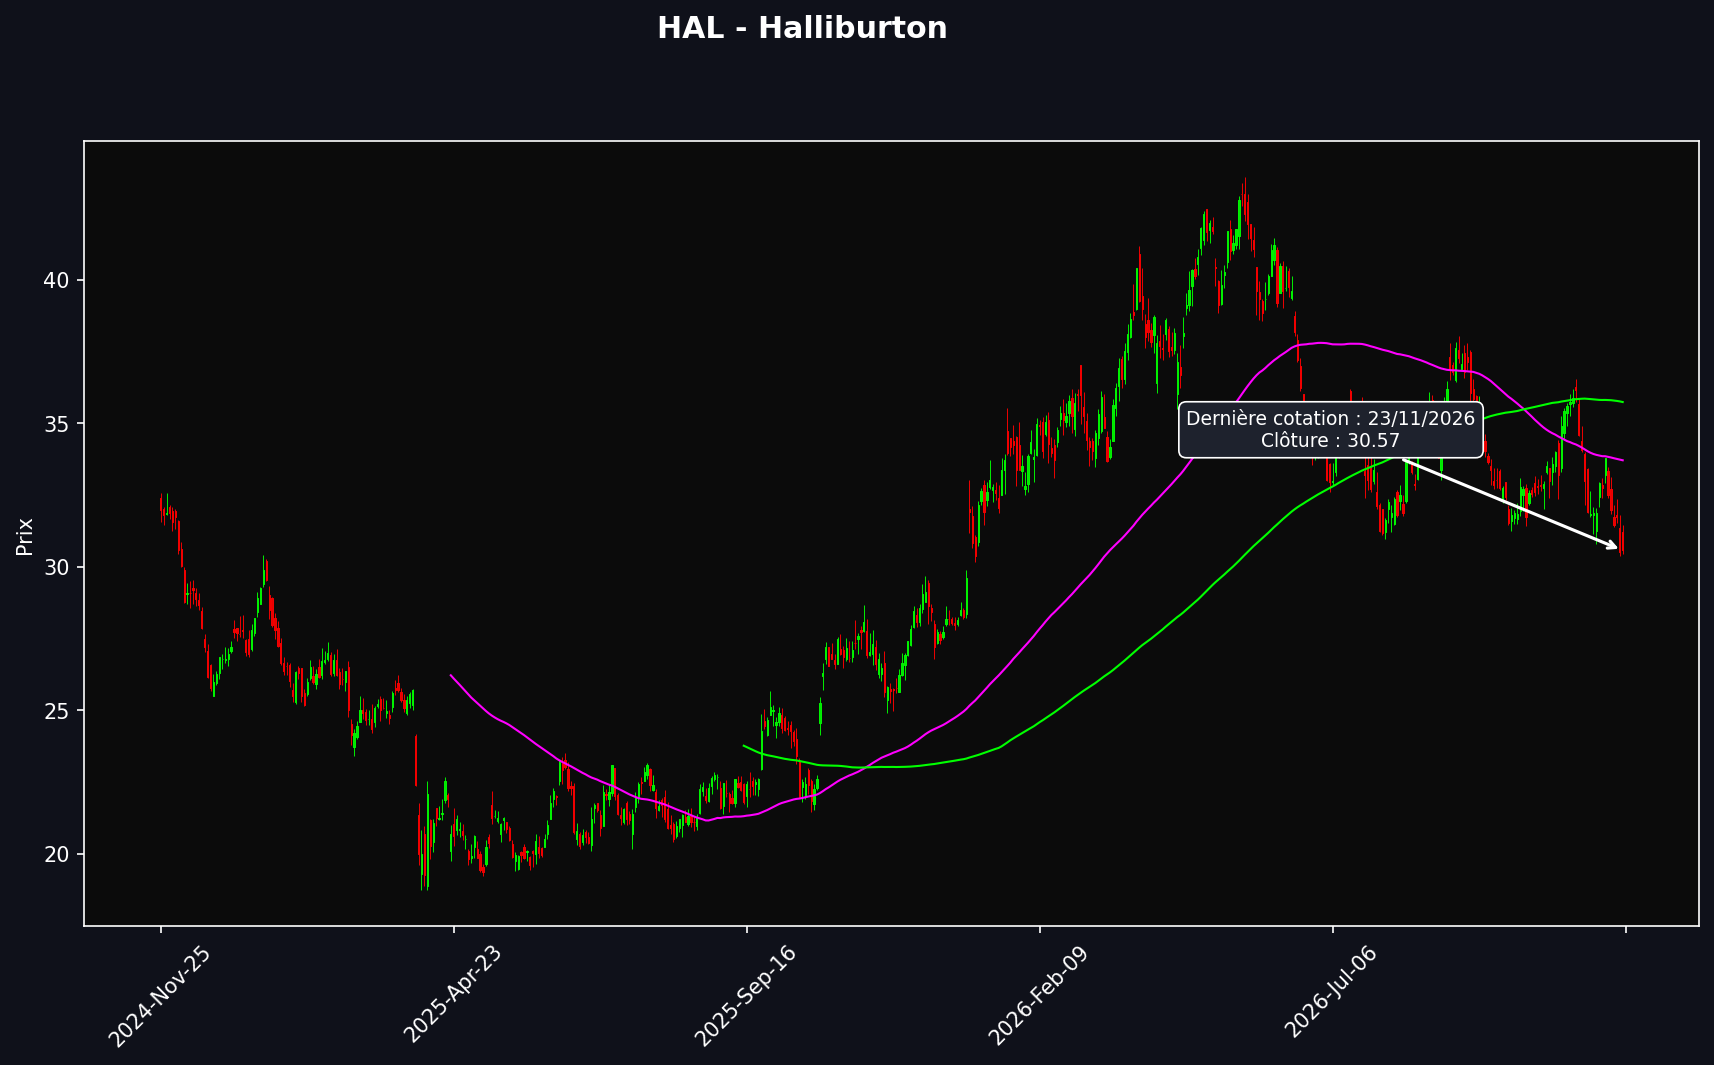 HAL - Halliburton
Prix
40
35
30
25
20
Dernière cotation : 23/11/2026
Clôture : 30.57
2024-Nov-25
2025-Apr-23
2025-Sep-16
2026-Feb-09
2026-Jul-06